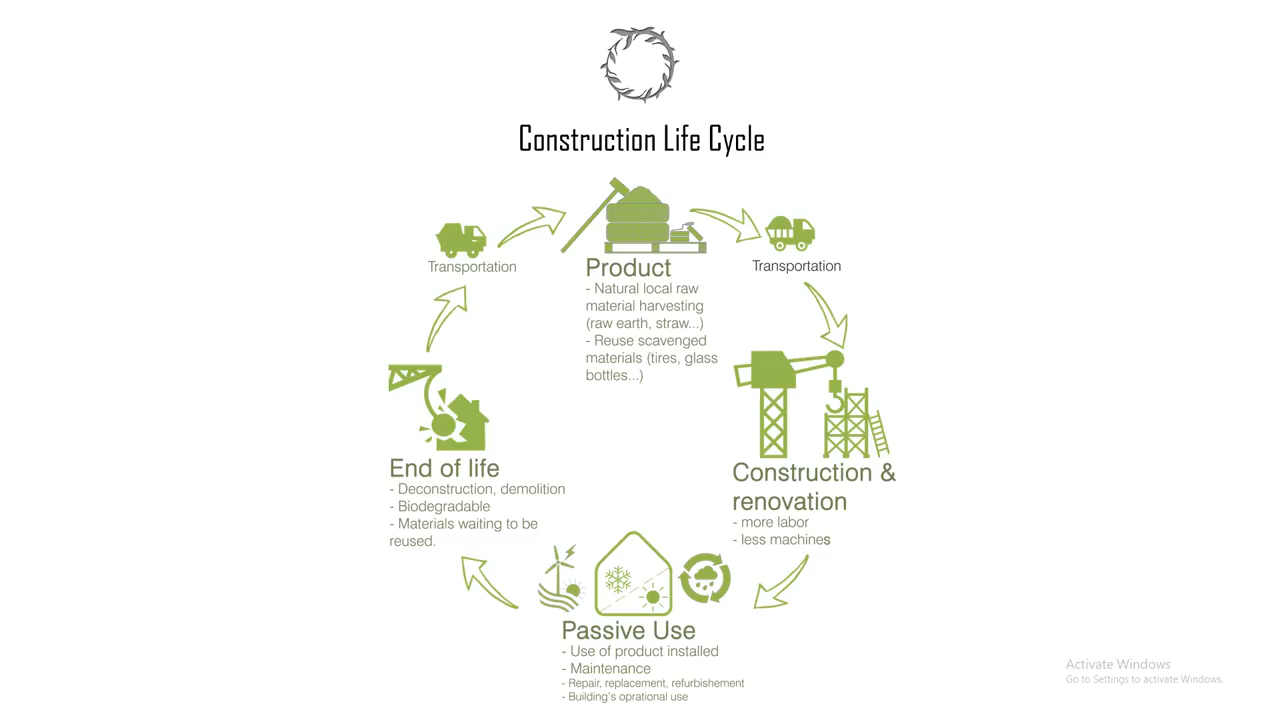 Construction Life Cycle
Transportation
Product
- Natural local raw
material harvesting
(raw earth, straw...)
- Reuse scavenged
materials (tires, glass
bottles...)
Transportation
Construction &
renovation
- more labor
- less machines
Passive Use
- Use of product installed
- Maintenance
- Repair, replacement, refurbishement
- Building's oprational use
End of life
- Deconstruction, demolition
- Biodegradable
- Materials waiting to be
reused.
Activate Windows
Go to Settings to activate Windows.